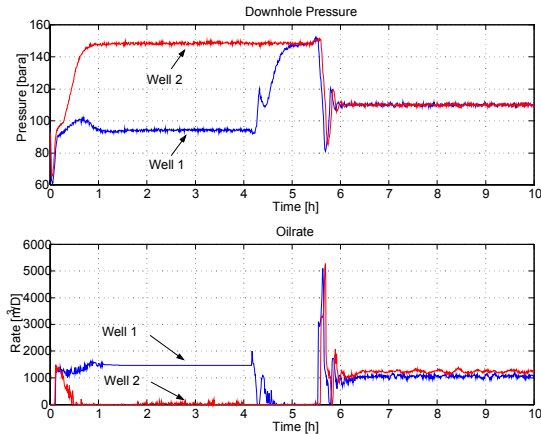 Downhole Pressure
Pressure [bara]
160
140
120
100
80
60
Well 2
Well 1
0 1 2 3 4 5 6 7 8 9 10
Time [h]
Oilrate
Rate [m³/D]
6000
5000
4000
3000
2000
1000
0
Well 1
Well 2
0 1 2 3 4 5 6 7 8 9 10
Time [h]